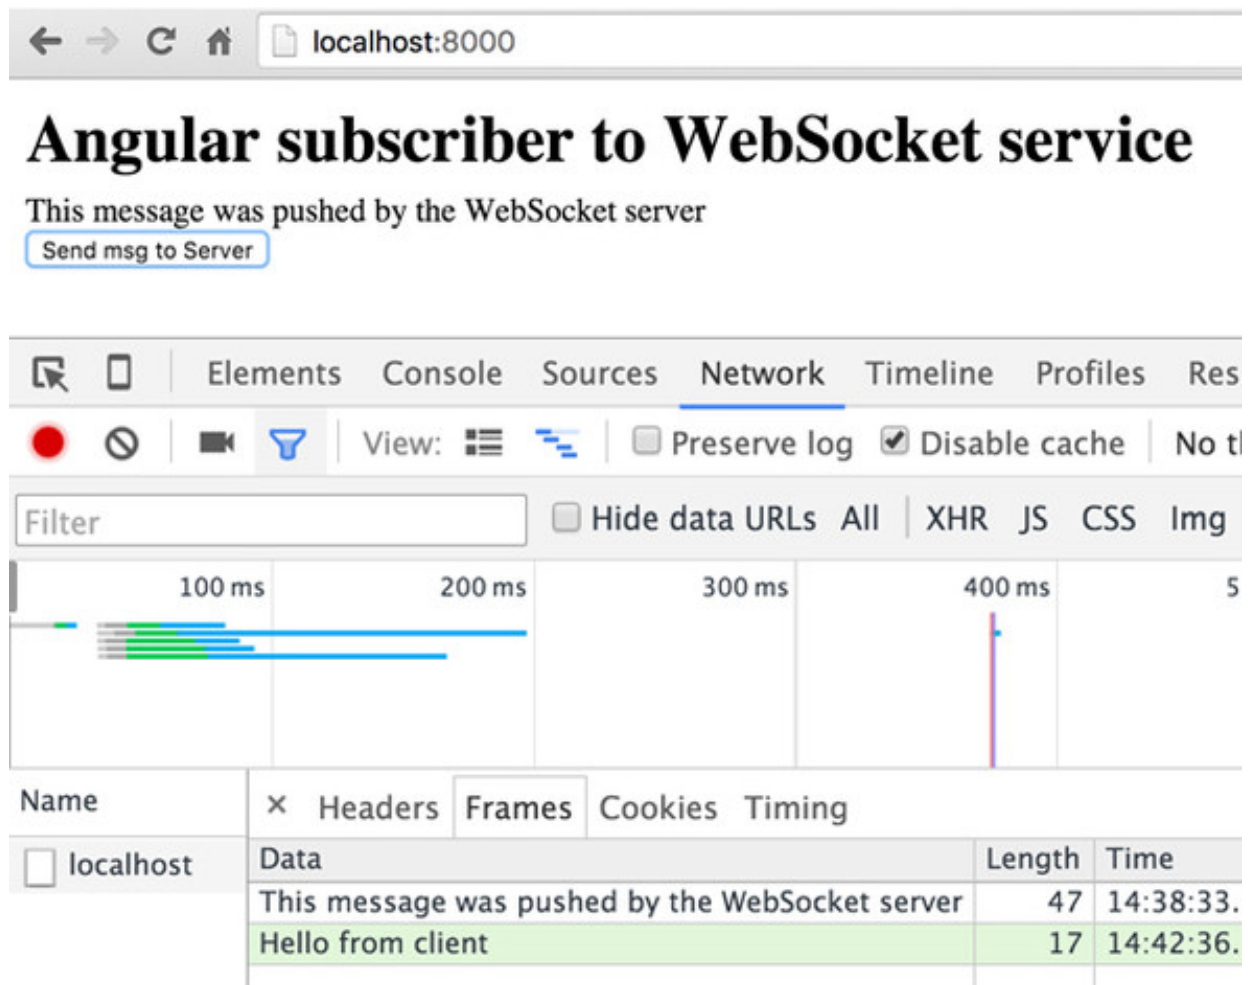 localhost:8000
Angular subscriber to WebSocket service
This message was pushed by the WebSocket server
Send msg to Server
Elements Console Sources Network Timeline Profiles Res
View: Preserve log Disable cache No th
Filter Hide data URLs All XHR JS CSS Img
100 ms 200 ms 300 ms 400 ms 5
Name × Headers Frames Cookies Timing
localhost Data Length Time
This message was pushed by the WebSocket server 47 14:38:33.
Hello from client 17 14:42:36.